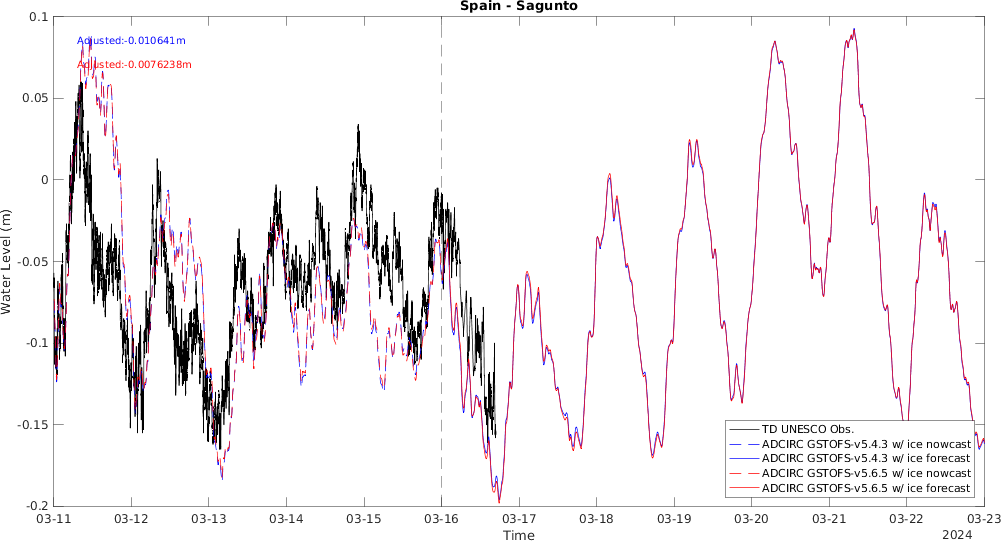 Spain - Sagunto
Adjusted:-0.010641m
Adjusted:-0.0076238m
0.1
0.05
0
-0.05
-0.1
-0.15
-0.2
Water Level (m)
TD UNESCO Obs.
ADCIRC GSTOFS-v5.4.3 w/ ice nowcast
ADCIRC GSTOFS-v5.4.3 w/ ice forecast
ADCIRC GSTOFS-v5.6.5 w/ ice nowcast
ADCIRC GSTOFS-v5.6.5 w/ ice forecast
03-11 03-12 03-13 03-14 03-15 03-16 03-17 03-18 03-19 03-20 03-21 03-22 03-23
Time
2024